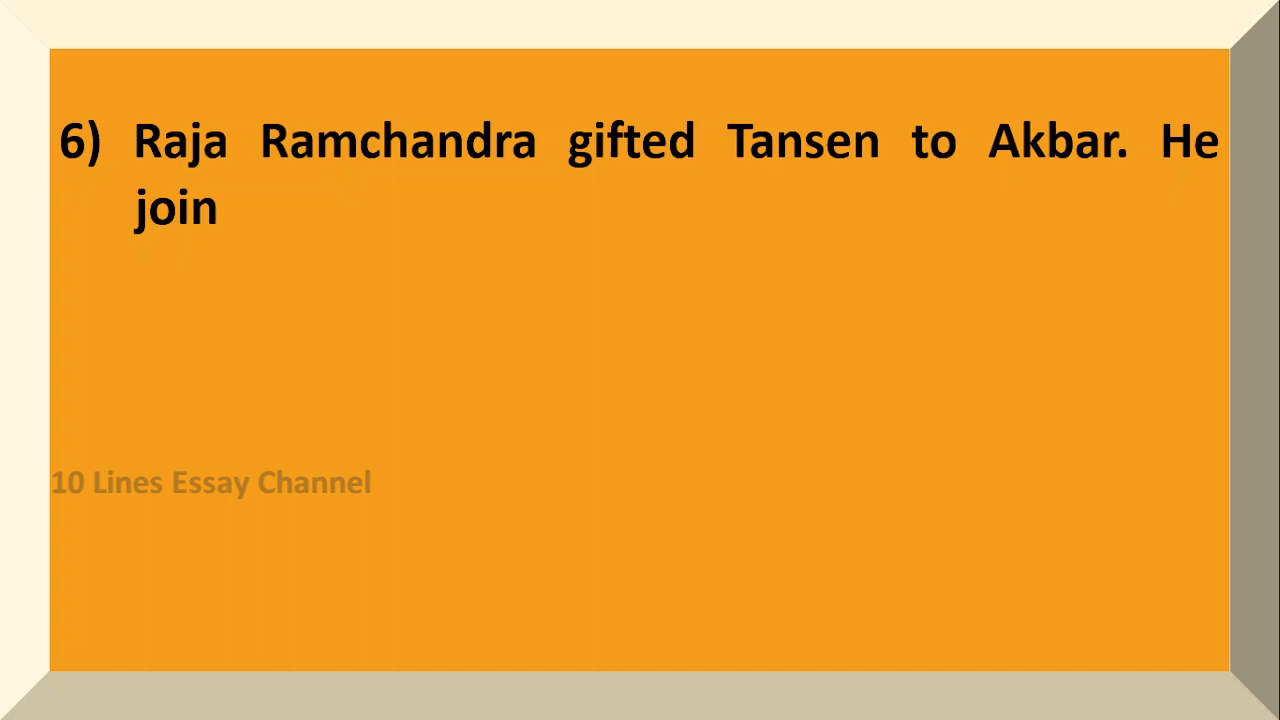 6) Raja Ramchandra gifted Tansen to Akbar. He
join
10 Lines Essay Channel